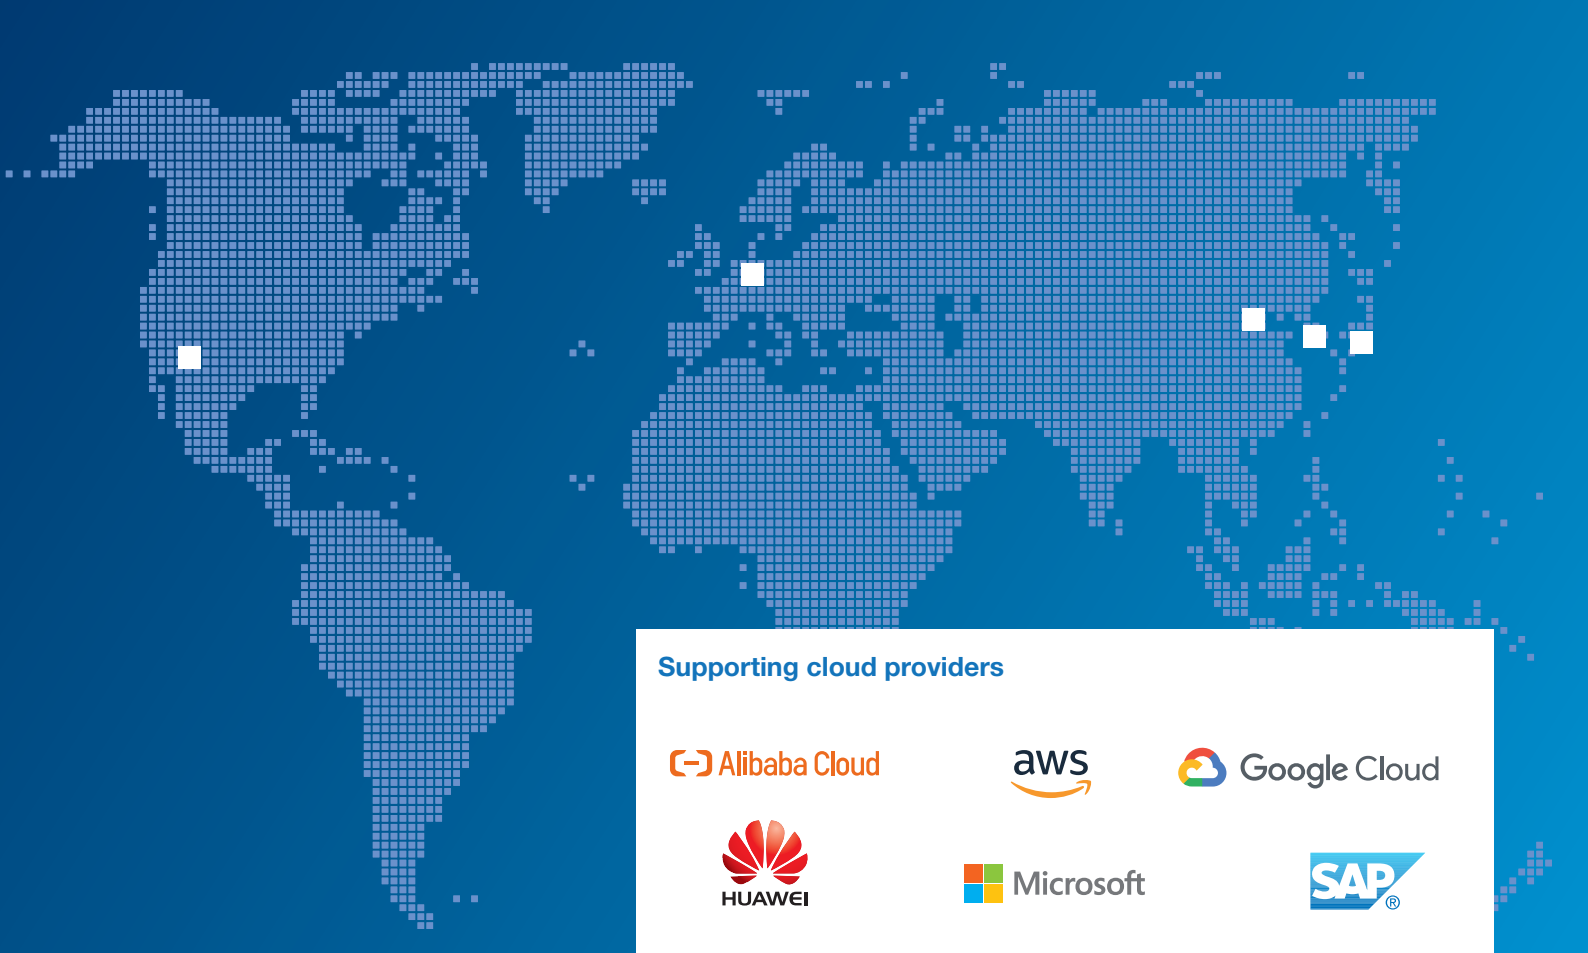 Supporting cloud providers
Alibaba Cloud
aws
Google Cloud
HUAWEI
Microsoft
SAP®